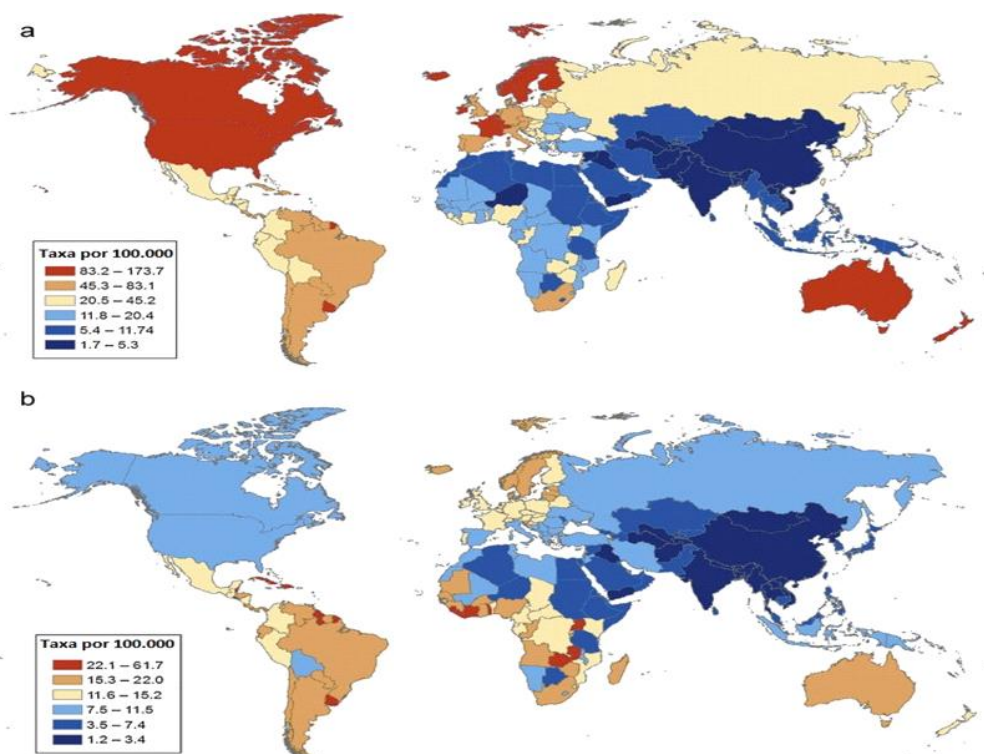 a
Taxa por 100.000
83.2 – 173.7
45.3 – 83.1
20.5 – 45.2
11.8 – 20.4
5.4 – 11.74
1.7 – 5.3
b
Taxa por 100.000
22.1 – 61.7
15.3 – 22.0
11.6 – 15.2
7.5 – 11.5
3.5 – 7.4
1.2 – 3.4